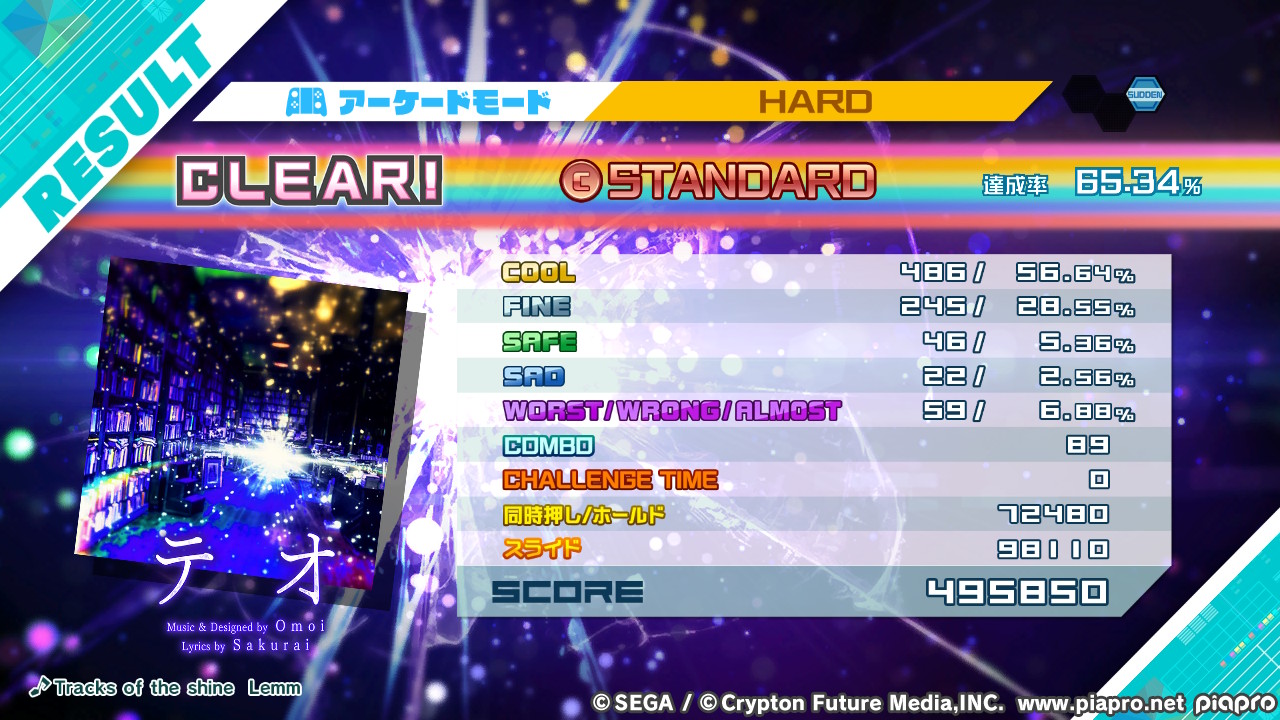 RESULT
アーケードモード HARD SUDDEN
CLEAR! C STANDARD 達成率 65.34%
COOL 486 / 56.64%
FINE 245 / 28.55%
SAFE 46 / 5.36%
SAD 22 / 2.56%
WORST/WRONG/ALMOST 59 / 6.88%
COMBO 89
CHALLENGE TIME 0
同時押し/ホールド 72480
スライド 98110
SCORE 495850
テオ
Music & Designed by Omoi
Lyrics by Sakurai
♪Tracks of the shine Lemm
© SEGA / © Crypton Future Media,INC. www.piapro.net piapro